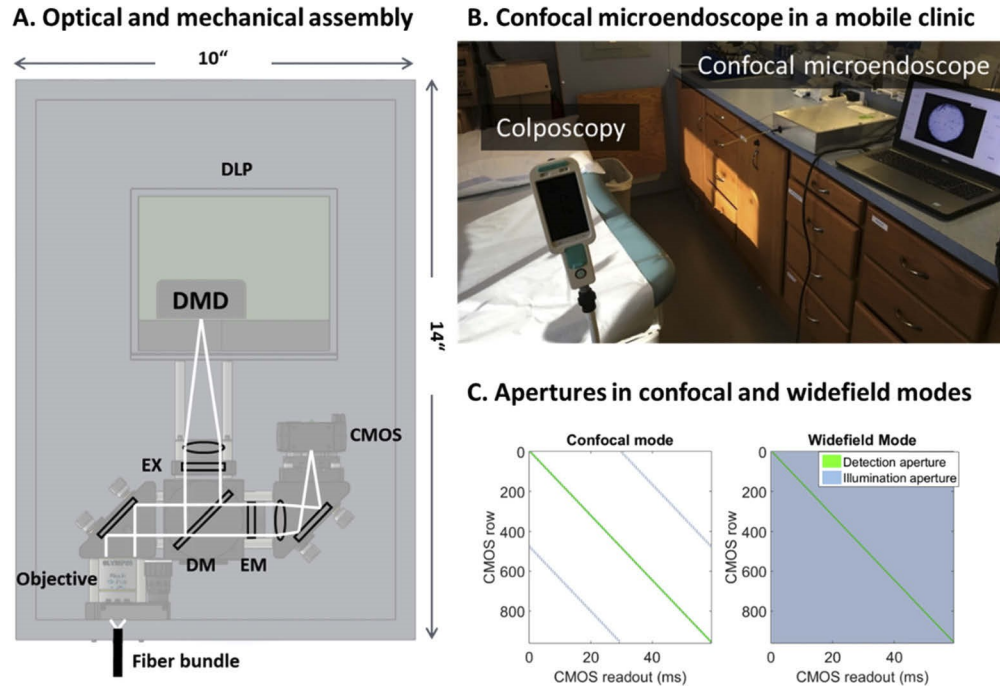 A. Optical and mechanical assembly
10“
14“
DLP
DMD
CMOS
EX
DM
EM
Objective
OLYMPUS
Fiber bundle
B. Confocal microendoscope in a mobile clinic
Confocal microendoscope
Colposcopy
C. Apertures in confocal and widefield modes
Confocal mode
CMOS row
0
200
400
600
800
0 20 40
CMOS readout (ms)
Widefield Mode
Detection aperture
Illumination aperture
CMOS row
0
200
400
600
800
0 20 40
CMOS readout (ms)